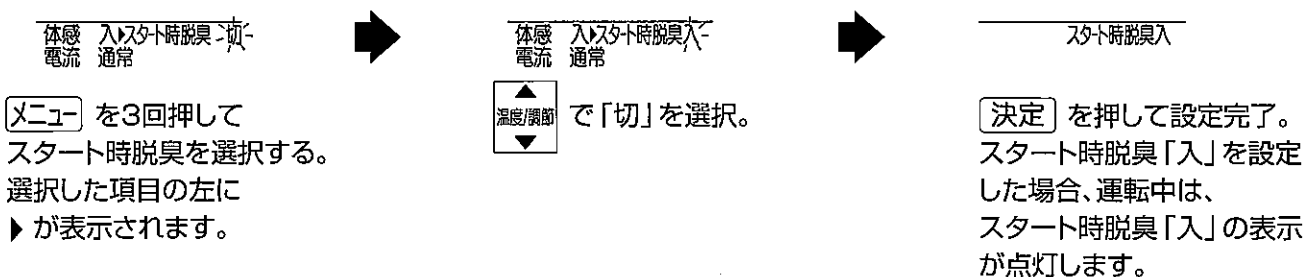 体感 入▶スタート時脱臭 切
電流 通常
メニュー を3回押して
スタート時脱臭を選択する。
選択した項目の左に
▶ が表示されます。
体感 入▶スタート時脱臭入
電流 通常
▲
温度/調節 で「切」を選択。
▼
スタート時脱臭入
決定 を押して設定完了。
スタート時脱臭「入」を設定
した場合、運転中は、
スタート時脱臭「入」の表示
が点灯します。